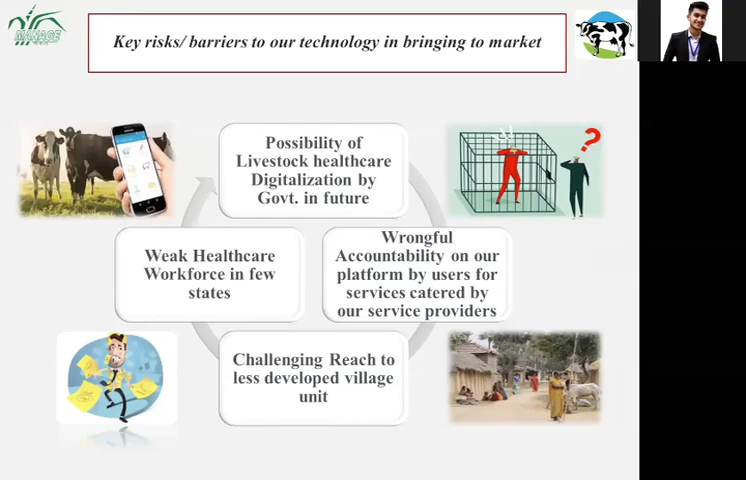 MANAGE
Key risks/ barriers to our technology in bringing to market
Possibility of
Livestock healthcare
Digitalization by
Govt. in future
?
Weak Healthcare
Workforce in few
states
Wrongful
Accountability on our
platform by users for
services catered by
our service providers
Challenging Reach to
less developed village
unit